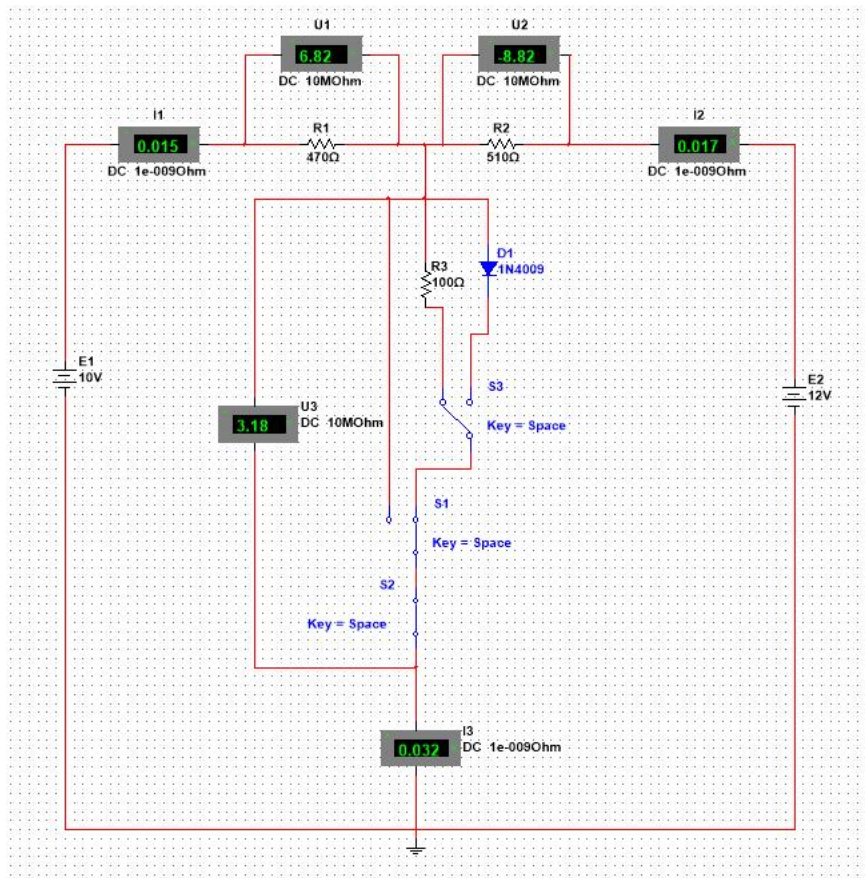 U1
6.82
DC 10MOhm
U2
-8.82
DC 10MOhm
I1
0.015
DC 1e-009Ohm
R1
470Ω
R2
510Ω
I2
0.017
DC 1e-009Ohm
D1
1N4009
R3
100Ω
E1
10V
S3
Key = Space
E2
12V
U3
3.18
DC 10MOhm
S1
Key = Space
S2
Key = Space
I3
0.032
DC 1e-009Ohm